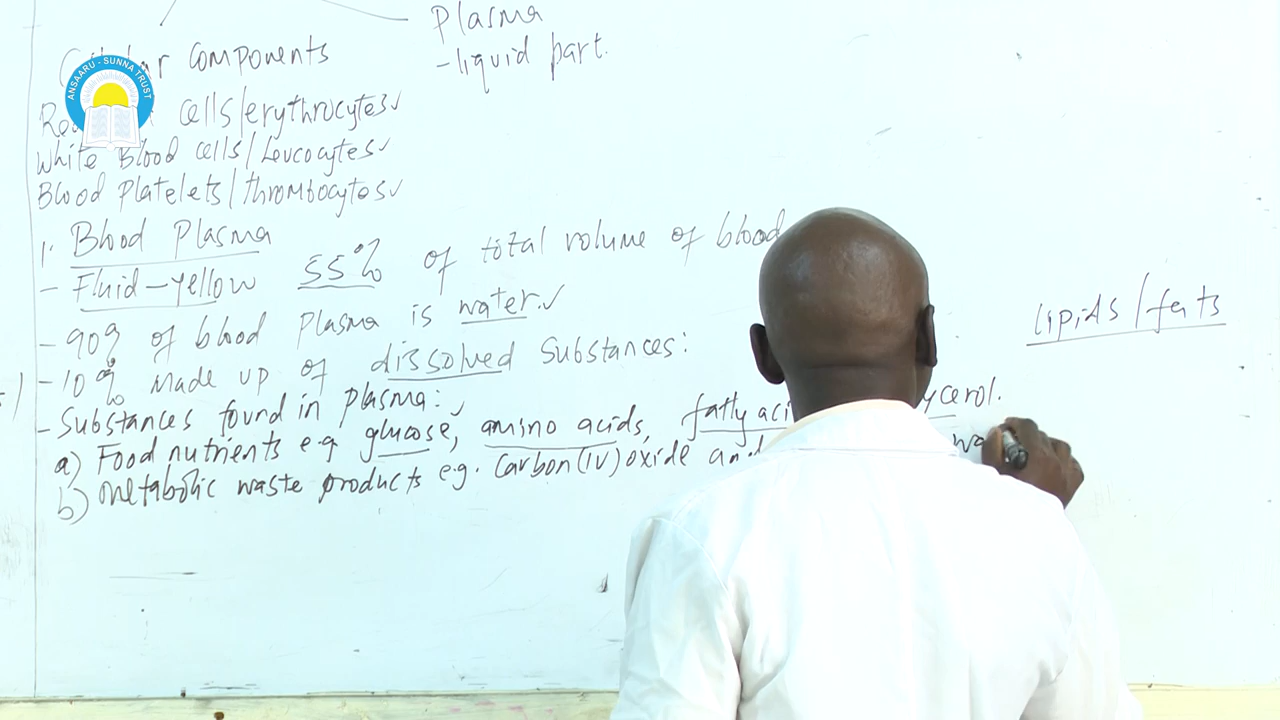 Plasma
- liquid part.
components
cells/erythrocytes✓
White Blood cells/Leucocytes✓
Blood Platelets/thrombocytes✓
1. Blood Plasma
- Fluid - yellow 55% of total volume of blood
- 90% of blood plasma is water.✓
- 10% made up of dissolved substances:
- Substances found in plasma:✓
a) Food nutrients e.g glucose, amino acids, fatty
b) metabolic waste products e.g. Carbon(IV)oxide
lipids/fats
ANSAARU - SUNNA TRUST